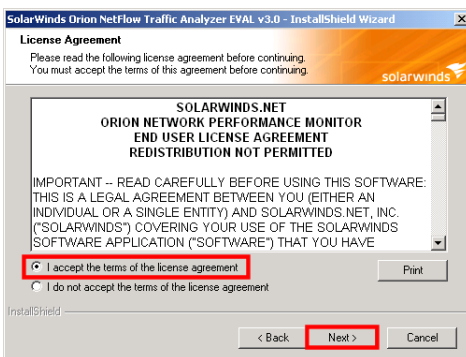 SolarWinds Orion NetFlow Traffic Analyzer EVAL v3.0 - InstallShield Wizard
License Agreement
Please read the following license agreement before continuing.
You must accept the terms of this agreement before continuing.
solarwinds
SOLARWINDS.NET
ORION NETWORK PERFORMANCE MONITOR
END USER LICENSE AGREEMENT
REDISTRIBUTION NOT PERMITTED
IMPORTANT -- READ CAREFULLY BEFORE USING THIS SOFTWARE:
THIS IS A LEGAL AGREEMENT BETWEEN YOU (EITHER AN
INDIVIDUAL OR A SINGLE ENTITY) AND SOLARWINDS.NET, INC.
("SOLARWINDS") COVERING YOUR USE OF THE SOLARWINDS
SOFTWARE APPLICATION ("SOFTWARE") THAT YOU HAVE
I accept the terms of the license agreement
Print
I do not accept the terms of the license agreement
InstallShield
< Back
Next >
Cancel